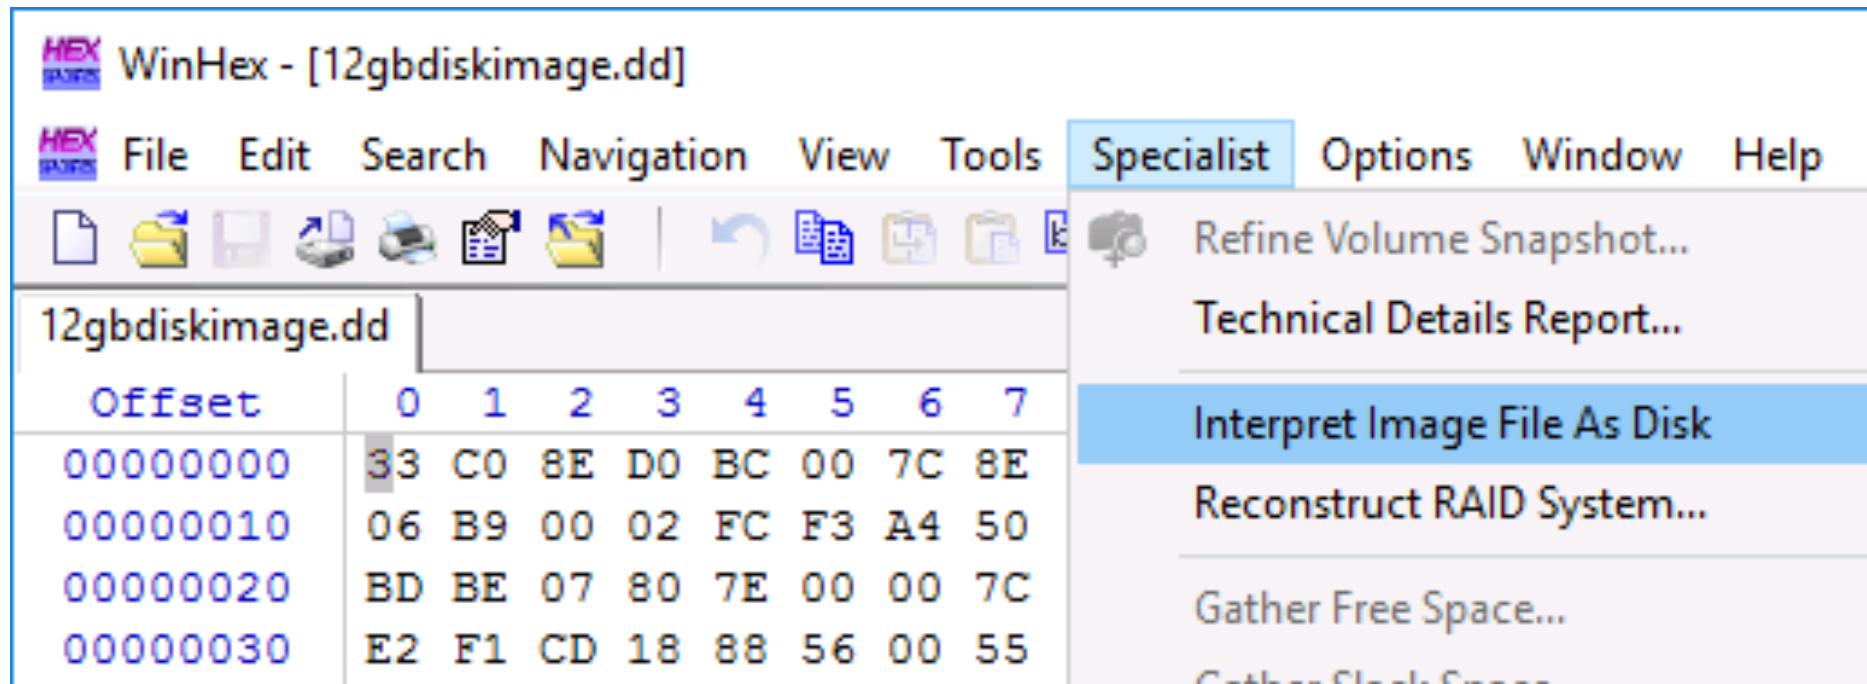 WinHex - [12gbdiskimage.dd]
File Edit Search Navigation View Tools Specialist Options Window Help
Refine Volume Snapshot...
Technical Details Report...
Interpret Image File As Disk
Reconstruct RAID System...
Gather Free Space...
Gather Slack Space...
12gbdiskimage.dd
Offset 0 1 2 3 4 5 6 7
00000000 33 C0 8E D0 BC 00 7C 8E
00000010 06 B9 00 02 FC F3 A4 50
00000020 BD BE 07 80 7E 00 00 7C
00000030 E2 F1 CD 18 88 56 00 55